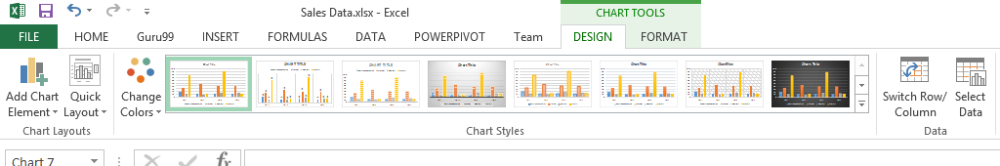 Sales Data.xlsx - Excel
CHART TOOLS
FILE HOME Guru99 INSERT FORMULAS DATA POWERPIVOT Team DESIGN FORMAT
Add Chart Element
Quick Layout
Change Colors
Switch Row/ Column
Select Data
Chart Layouts
Chart Styles
Data
Chart 7
fx